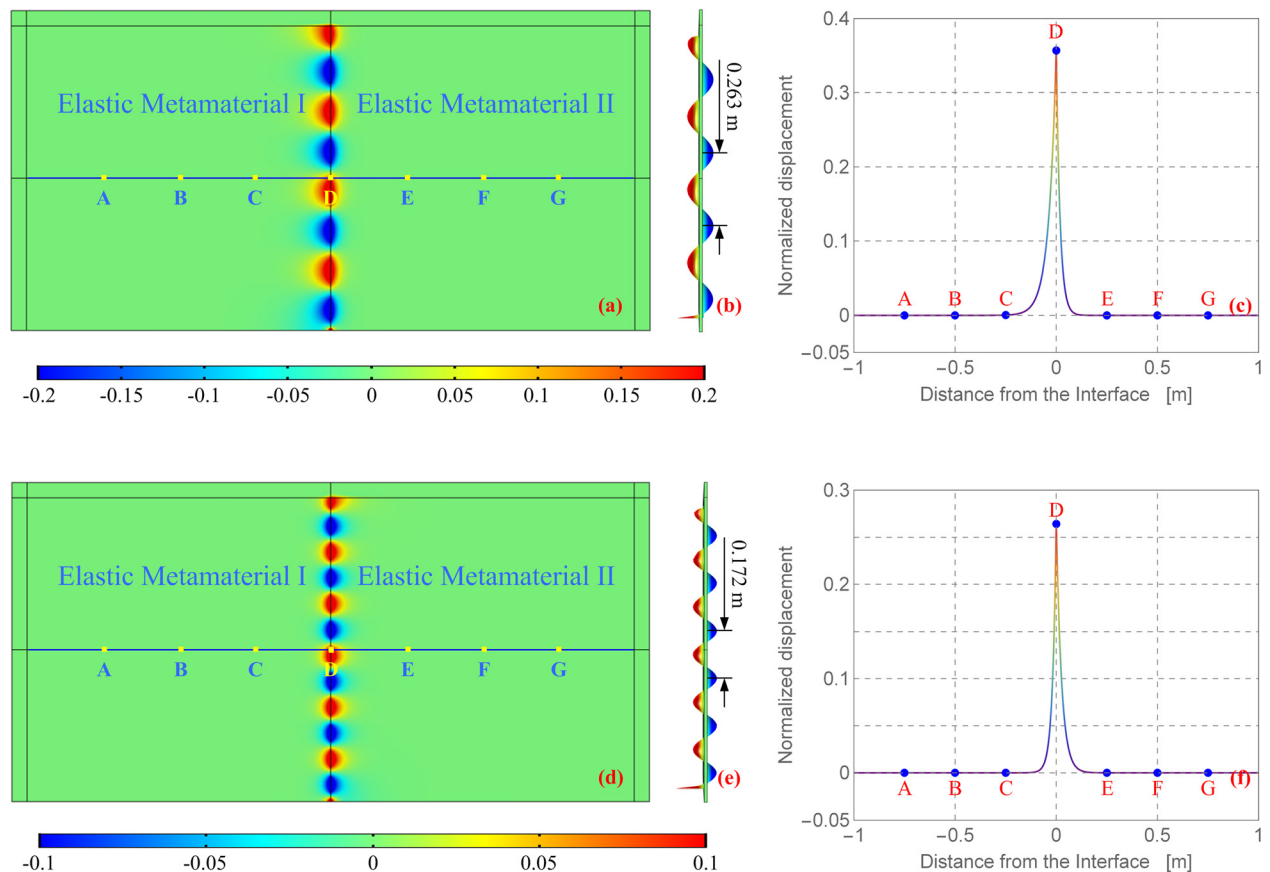 Elastic Metamaterial I
Elastic Metamaterial II
A B C D E F G
(a)
-0.2 -0.15 -0.1 -0.05 0 0.05 0.1 0.15 0.2
0.263 m
(b)
Normalized displacement
0.4
0.3
0.2
0.1
0
−0.05
D
A B C E F G
(c)
−1 −0.5 0 0.5 1
Distance from the Interface [m]
Elastic Metamaterial I
Elastic Metamaterial II
A B C D E F G
(d)
-0.1 -0.05 0 0.05 0.1
0.172 m
(e)
Normalized displacement
0.3
0.2
0.1
0
−0.05
D
A B C E F G
(f)
−1 −0.5 0 0.5 1
Distance from the Interface [m]